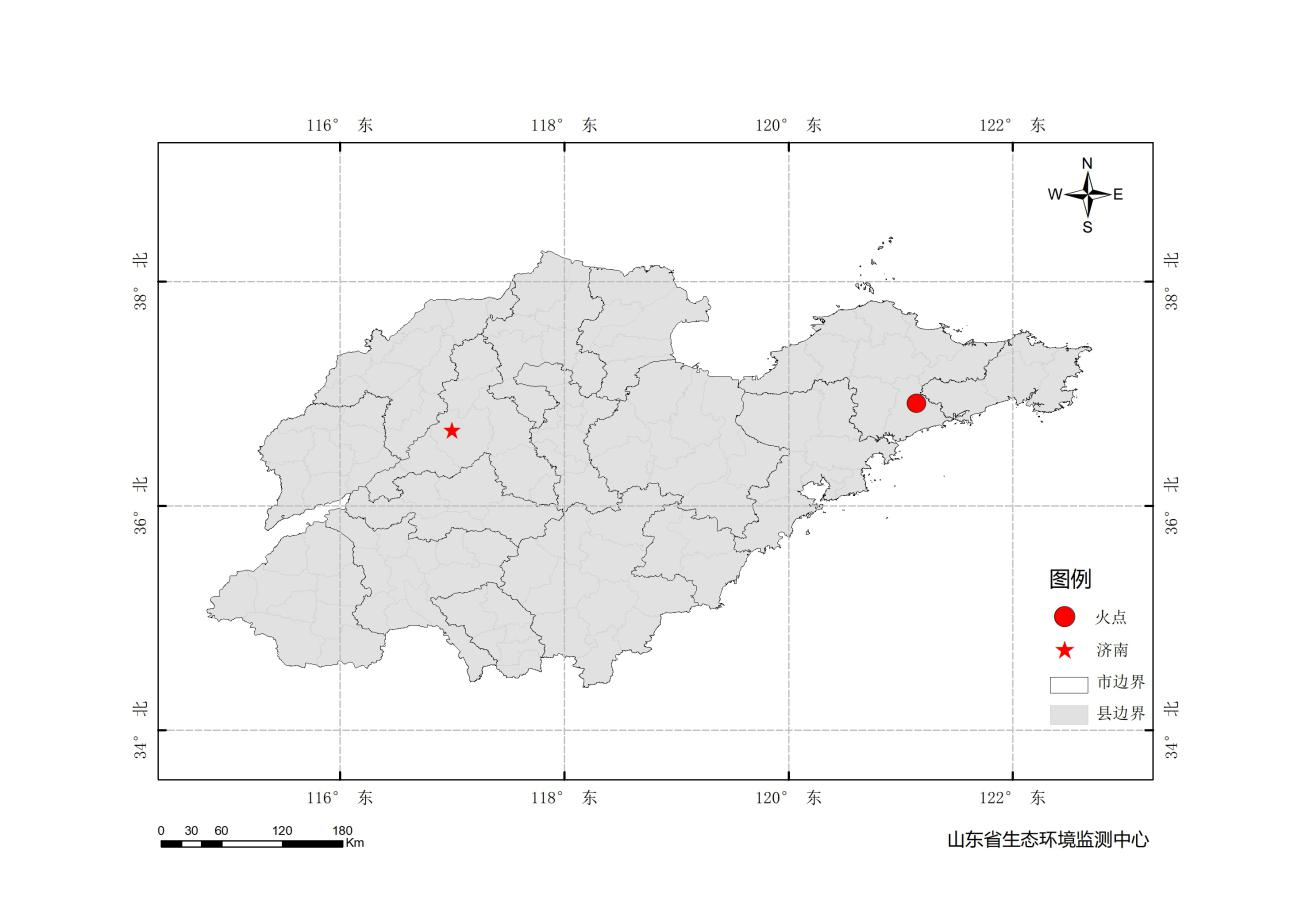 116° 东 118° 东 120° 东 122° 东
N
W E
S
38° 北 38° 北
36° 北 36° 北
图例
火点
济南
市边界
县边界
34° 北 34° 北
116° 东 118° 东 120° 东 122° 东
0 30 60 120 180
Km
山东省生态环境监测中心